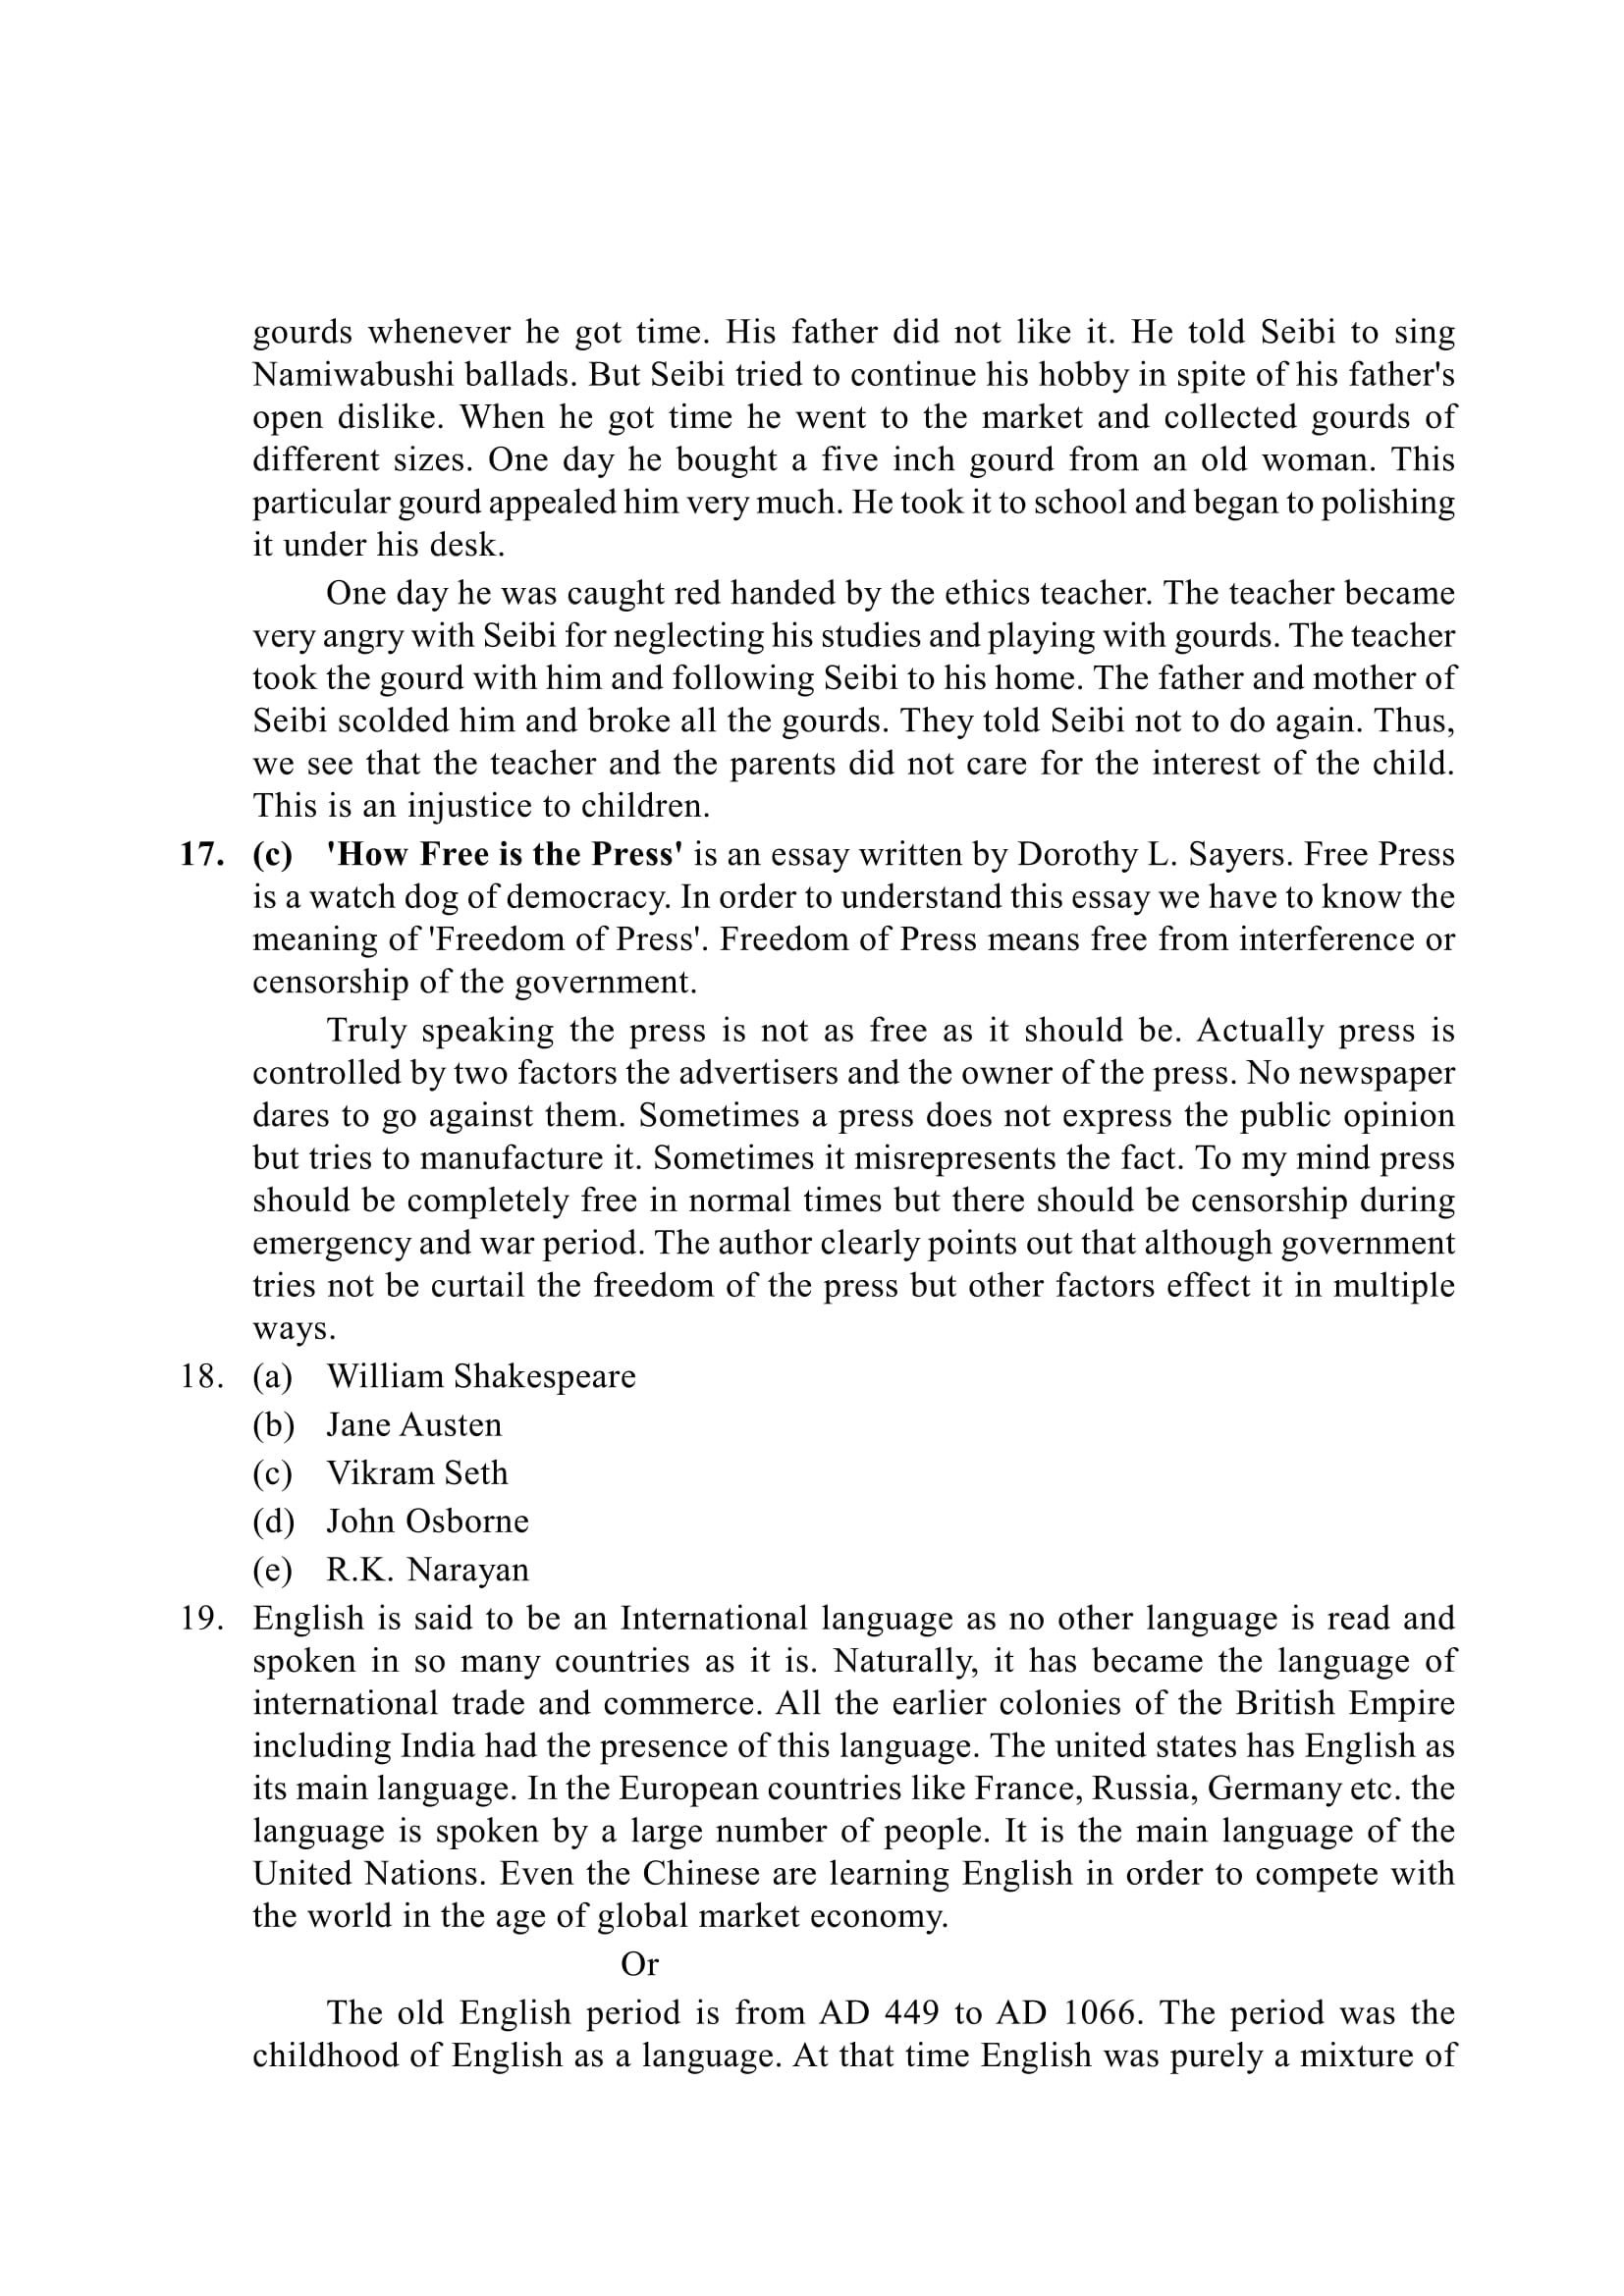 gourds whenever he got time. His father did not like it. He told Seibi to sing
Namiwabushi ballads. But Seibi tried to continue his hobby in spite of his father's
open dislike. When he got time he went to the market and collected gourds of
different sizes. One day he bought a five inch gourd from an old woman. This
particular gourd appealed him very much. He took it to school and began to polishing
it under his desk.
One day he was caught red handed by the ethics teacher. The teacher became
very angry with Seibi for neglecting his studies and playing with gourds. The teacher
took the gourd with him and following Seibi to his home. The father and mother of
Seibi scolded him and broke all the gourds. They told Seibi not to do again. Thus,
we see that the teacher and the parents did not care for the interest of the child.
This is an injustice to children.
17. (c) 'How Free is the Press' is an essay written by Dorothy L. Sayers. Free Press
is a watch dog of democracy. In order to understand this essay we have to know the
meaning of 'Freedom of Press'. Freedom of Press means free from interference or
censorship of the government.
Truly speaking the press is not as free as it should be. Actually press is
controlled by two factors the advertisers and the owner of the press. No newspaper
dares to go against them. Sometimes a press does not express the public opinion
but tries to manufacture it. Sometimes it misrepresents the fact. To my mind press
should be completely free in normal times but there should be censorship during
emergency and war period. The author clearly points out that although government
tries not be curtail the freedom of the press but other factors effect it in multiple
ways.
18. (a) William Shakespeare
(b) Jane Austen
(c) Vikram Seth
(d) John Osborne
(e) R.K. Narayan
19. English is said to be an International language as no other language is read and
spoken in so many countries as it is. Naturally, it has became the language of
international trade and commerce. All the earlier colonies of the British Empire
including India had the presence of this language. The united states has English as
its main language. In the European countries like France, Russia, Germany etc. the
language is spoken by a large number of people. It is the main language of the
United Nations. Even the Chinese are learning English in order to compete with
the world in the age of global market economy.
Or
The old English period is from AD 449 to AD 1066. The period was the
childhood of English as a language. At that time English was purely a mixture of